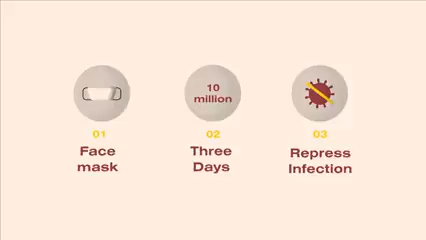 10
million
01
Face
mask
02
Three
Days
03
Repress
Infection